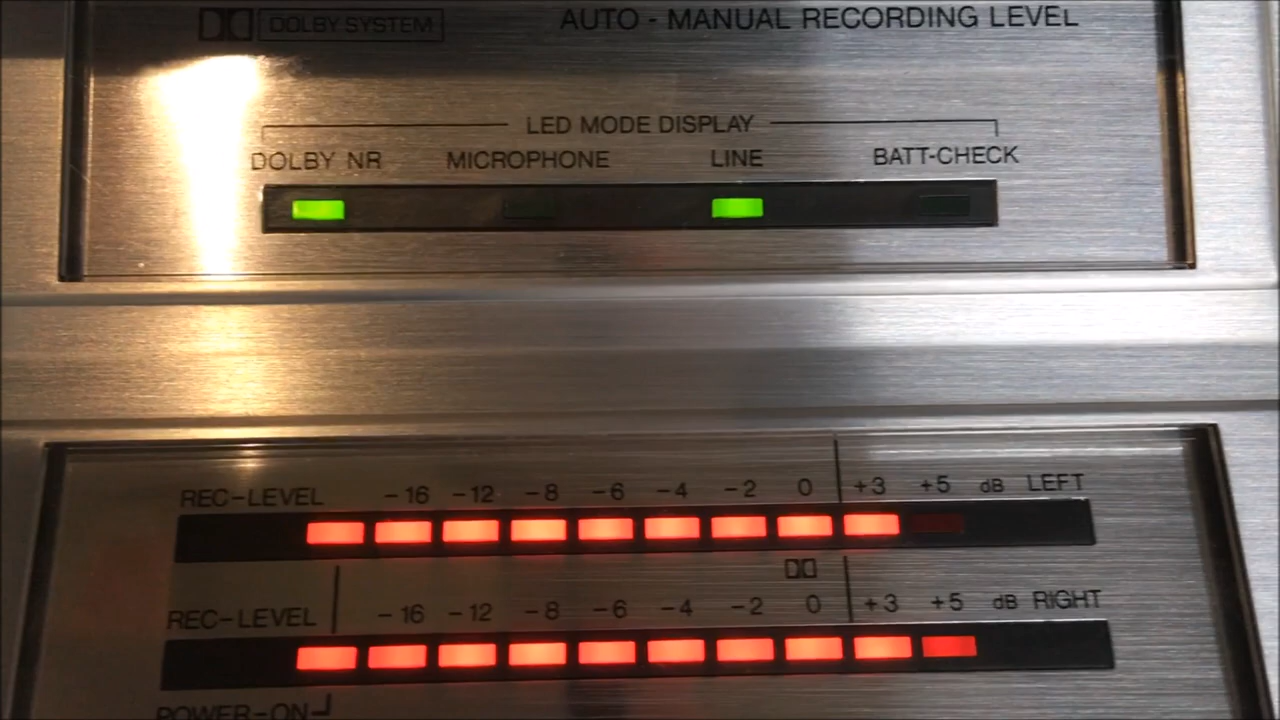 DOLBY SYSTEM AUTO - MANUAL RECORDING LEVEL
LED MODE DISPLAY
DOLBY NR MICROPHONE LINE BATT-CHECK
REC-LEVEL -16 -12 -8 -6 -4 -2 0 +3 +5 dB LEFT
REC-LEVEL -16 -12 -8 -6 -4 -2 0 +3 +5 dB RIGHT
POWER-ON